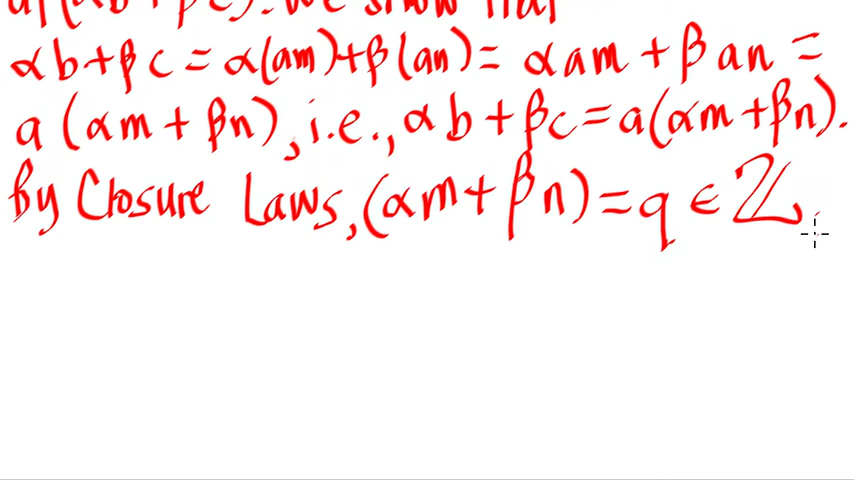 αb+βc=α(am)+β(an)= αam+βan=
a(αm+βn), i.e., αb+βc=a(αm+βn).
By Closure Laws, (αm+βn)=q∈ℤ.